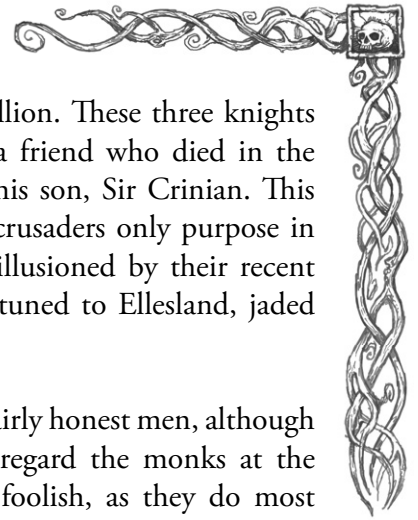 llion. These three knights
a friend who died in the
his son, Sir Crinian. This
crusaders only purpose in
illusioned by their recent
tuned to Ellesland, jaded
airly honest men, although
regard the monks at the
foolish, as they do most